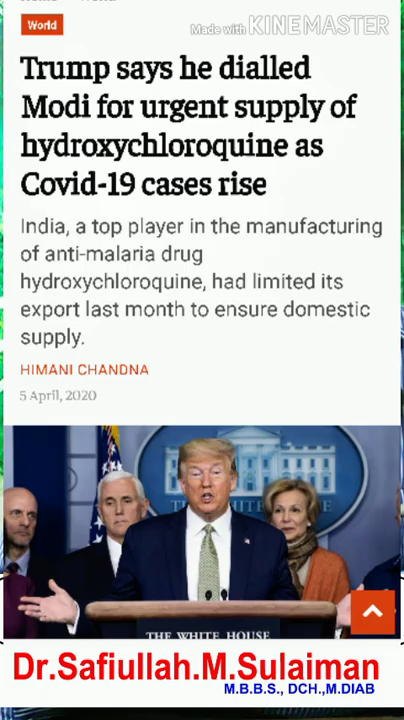 World
Made with KINEMASTER
Trump says he dialled
Modi for urgent supply of
hydroxychloroquine as
Covid-19 cases rise
India, a top player in the manufacturing
of anti-malaria drug
hydroxychloroquine, had limited its
export last month to ensure domestic
supply.
HIMANI CHANDNA
5 April, 2020
THE WHITE HOUSE
Dr.Safiullah.M.Sulaiman
M.B.B.S., DCH.,M.DIAB